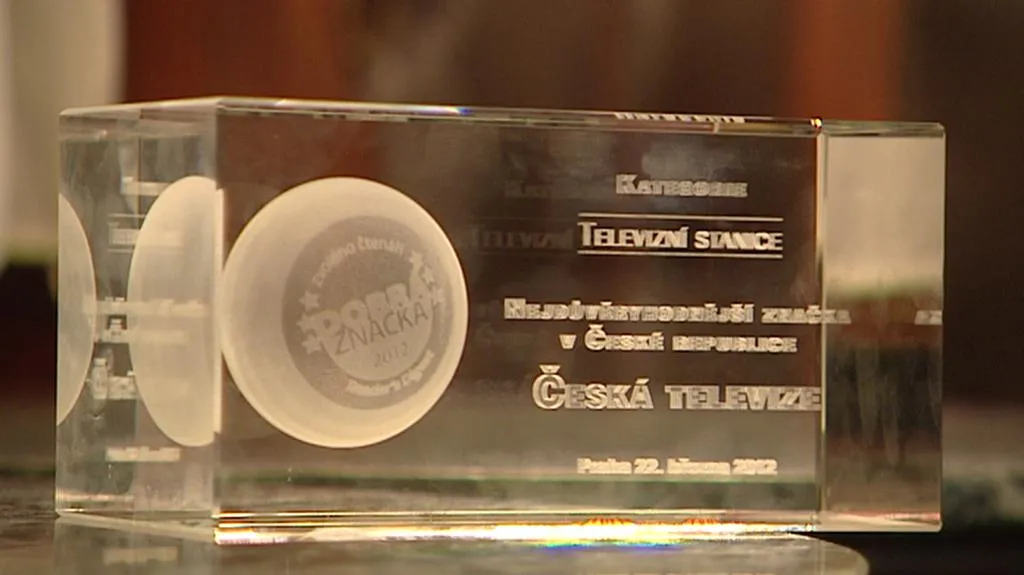 Zvoleno čtenáři
DOBRÁ
ZNAČKA
2012
Reader's Digest
KATEGORIE
TELEVIZNÍ STANICE
NEJDŮVĚRYHODNĚJŠÍ ZNAČKA
V ČESKÉ REPUBLICE
ČESKÁ TELEVIZE
Praha 22. března 2012